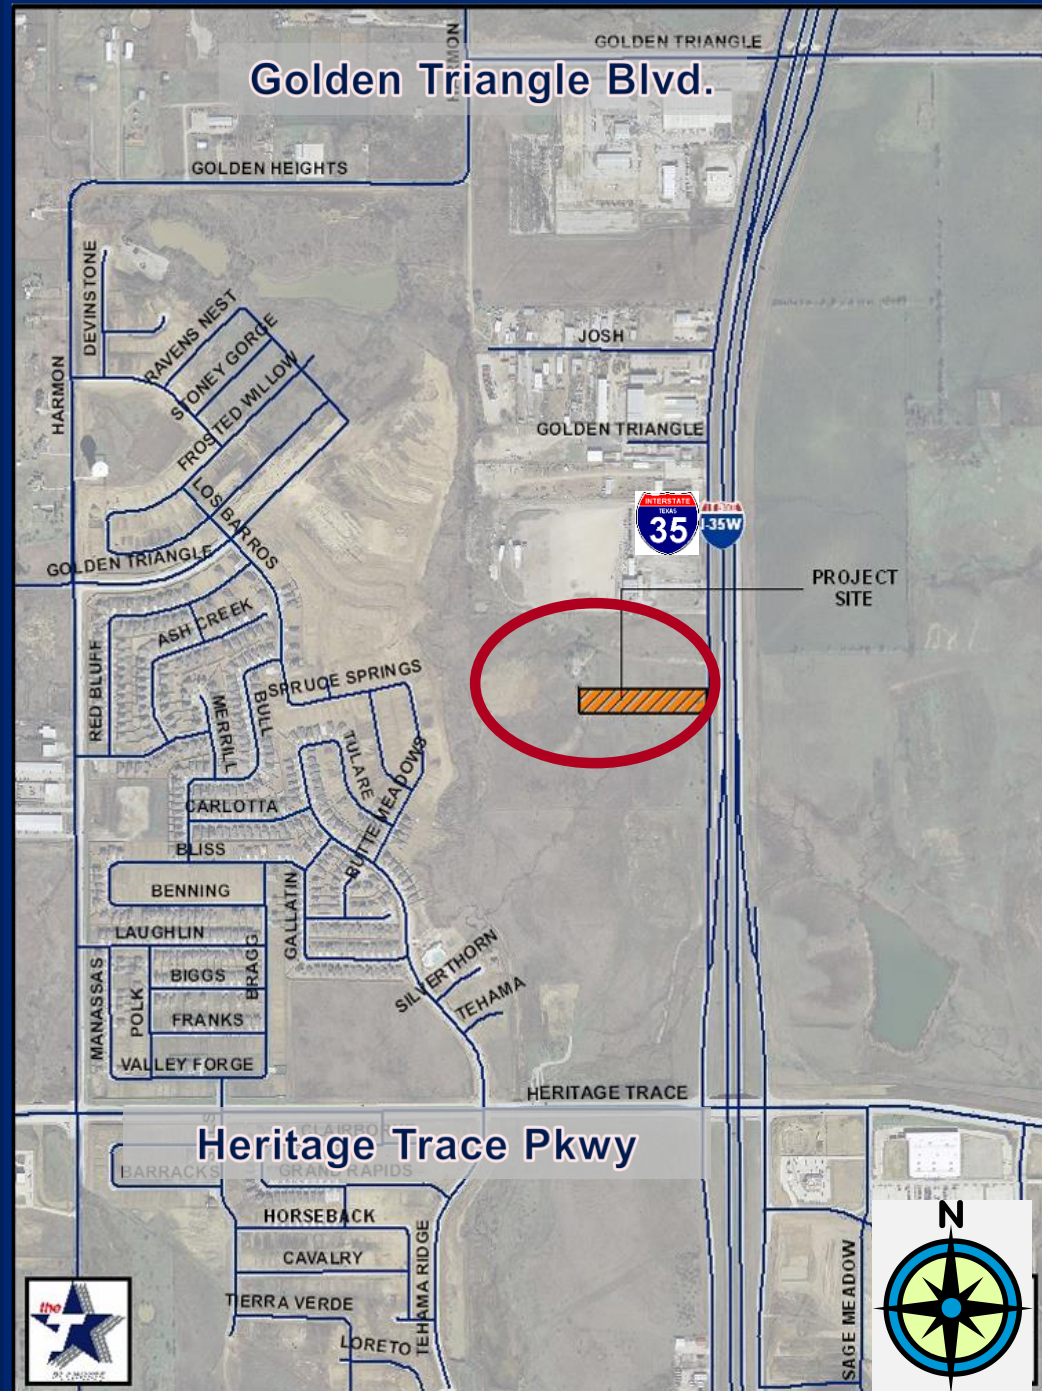 GOLDEN TRIANGLE
HARMON
Golden Triangle Blvd.
GOLDEN HEIGHTS
DEVINSTONE
RAVENS NEST
STONEY GORGE
FROSTED WILLOW
HARMON
JOSH
GOLDEN TRIANGLE
LOS BARROS
INTERSTATE
TEXAS
35
I-35W
GOLDEN TRIANGLE
PROJECT
SITE
ASH CREEK
RED BLUFF
SPRUCE SPRINGS
BULL
MERRILL
TULARE
BUTTE MEADOWS
CARLOTTA
BLISS
BENNING
GALLATIN
LAUGHLIN
BRAGG
MANASSAS
POLK
BIGGS
FRANKS
SILVERTHORN
TEHAMA
VALLEY FORGE
HERITAGE TRACE
Heritage Trace Pkwy
BARRACKS
GRAND RAPIDS
HORSEBACK
CAVALRY
TEHAMA RIDGE
TIERRA VERDE
LORETO
SAGE MEADOW
N
the
T